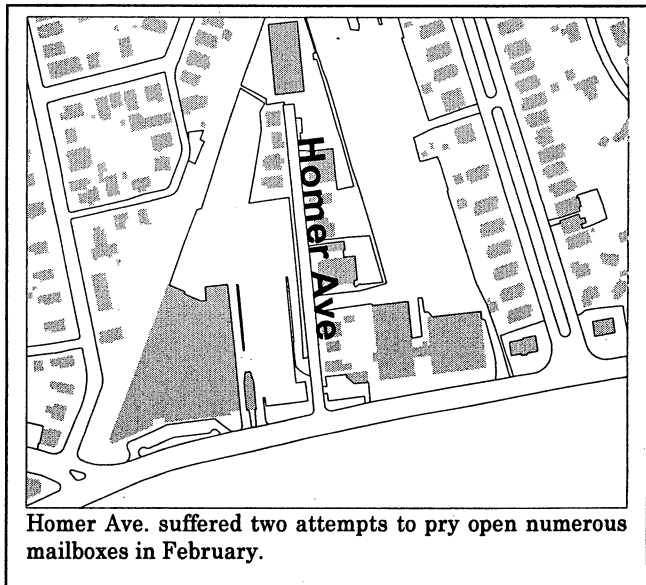 Homer Ave
Homer Ave. suffered two attempts to pry open numerous
mailboxes in February.